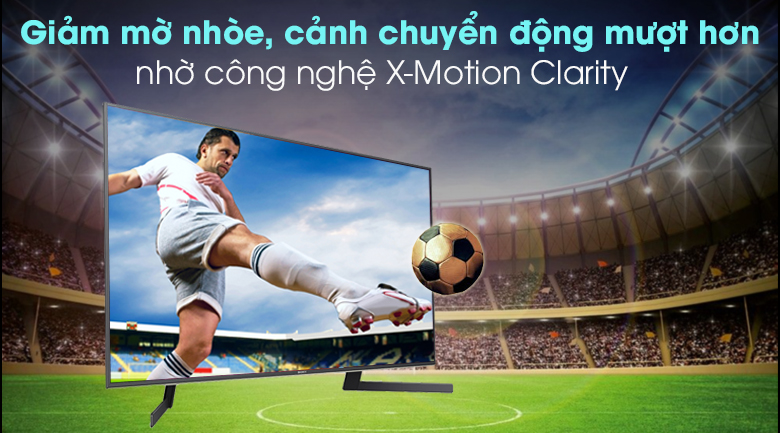 Giảm mờ nhòe, cảnh chuyển động mượt hơn
nhờ công nghệ X-Motion Clarity